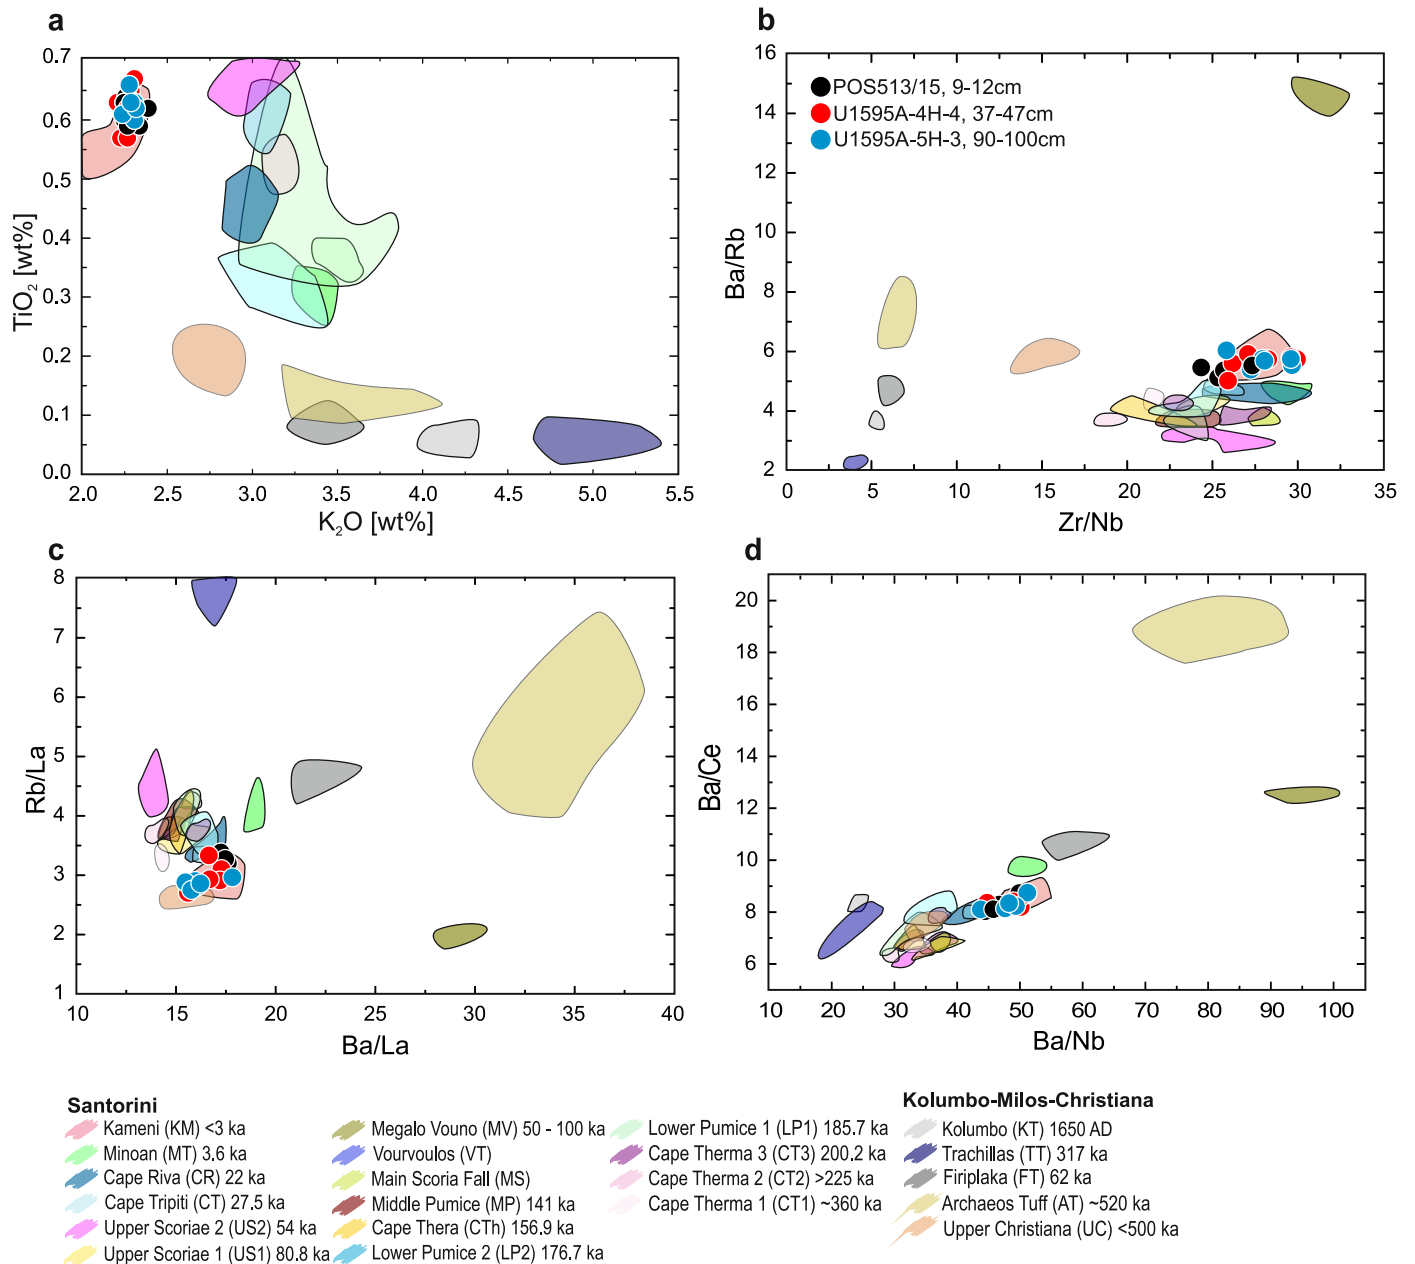 a
0.7
0.6
0.5
0.4
0.3
0.2
0.1
0.0
TiO2 [wt%]
2.0 2.5 3.0 3.5 4.0 4.5 5.0 5.5
K2O [wt%]
b
16
14
12
10
8
6
4
2
Ba/Rb
POS513/15, 9-12cm
U1595A-4H-4, 37-47cm
U1595A-5H-3, 90-100cm
0 5 10 15 20 25 30 35
Zr/Nb
c
8
7
6
5
4
3
2
1
Rb/La
10 15 20 25 30 35 40
Ba/La
d
20
18
16
14
12
10
8
6
Ba/Ce
10 20 30 40 50 60 70 80 90 100
Ba/Nb
Santorini
Kameni (KM) <3 ka
Minoan (MT) 3.6 ka
Cape Riva (CR) 22 ka
Cape Tripiti (CT) 27.5 ka
Upper Scoriae 2 (US2) 54 ka
Upper Scoriae 1 (US1) 80.8 ka
Megalo Vouno (MV) 50 - 100 ka
Vourvoulos (VT)
Main Scoria Fall (MS)
Middle Pumice (MP) 141 ka
Cape Thera (CTh) 156.9 ka
Lower Pumice 2 (LP2) 176.7 ka
Lower Pumice 1 (LP1) 185.7 ka
Cape Therma 3 (CT3) 200.2 ka
Cape Therma 2 (CT2) >225 ka
Cape Therma 1 (CT1) ~360 ka
Kolumbo-Milos-Christiana
Kolumbo (KT) 1650 AD
Trachillas (TT) 317 ka
Firiplaka (FT) 62 ka
Archaeos Tuff (AT) ~520 ka
Upper Christiana (UC) <500 ka